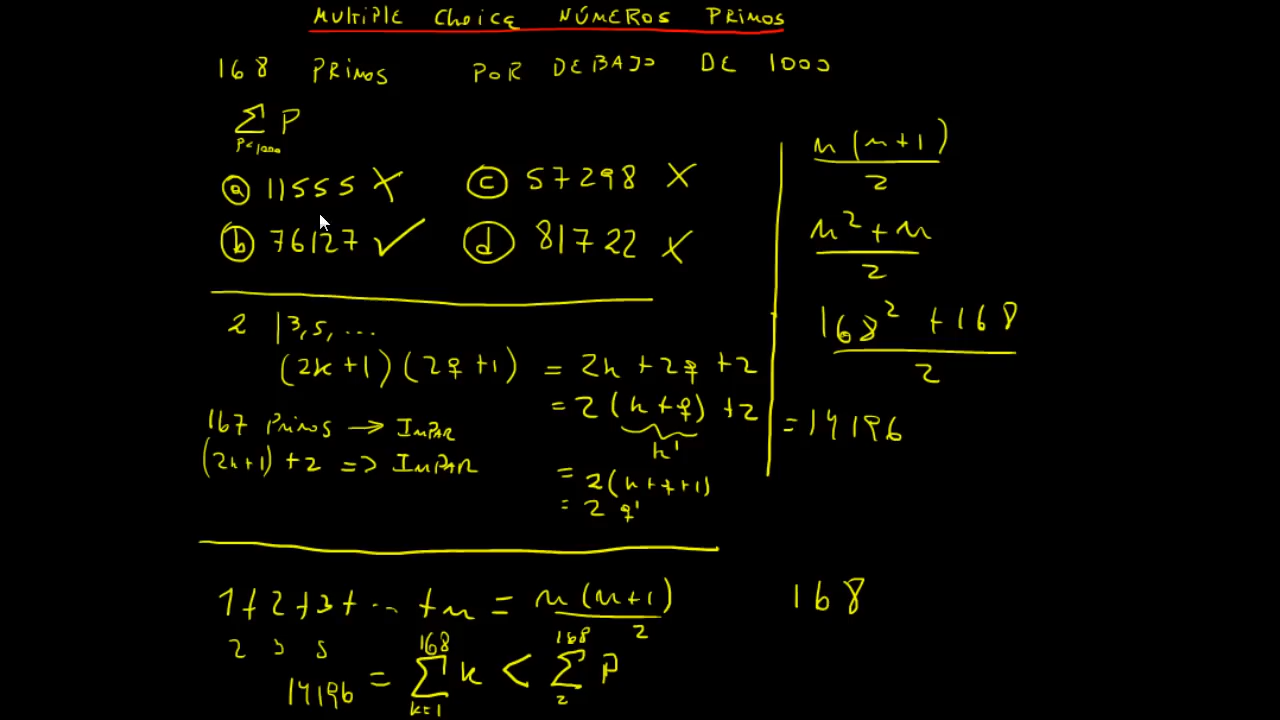 MULTIPLE CHOICE NÚMEROS PRIMOS
168 PRIMOS POR DEBAJO DE 1000
∑ P
P<1000
ⓐ 11555 X ⓒ 57298 X
ⓑ 76127 ✓ ⓓ 81722 X
2 | 3, 5, ...
(2k+1)(2q+1) = 2k + 2q + 2
= 2(k+q) + 2
k'
= 2(k+q+1)
= 2 q'
167 PRIMOS → IMPAR
(2k+1) + 2 => IMPAR
n(n+1)
2
n² + n
2
168² + 168
2
= 14196
1+2+3+ ... +n = n(n+1)
2
168
2 3 5
168 168
14196 = ∑ k < ∑ P
k=1 2